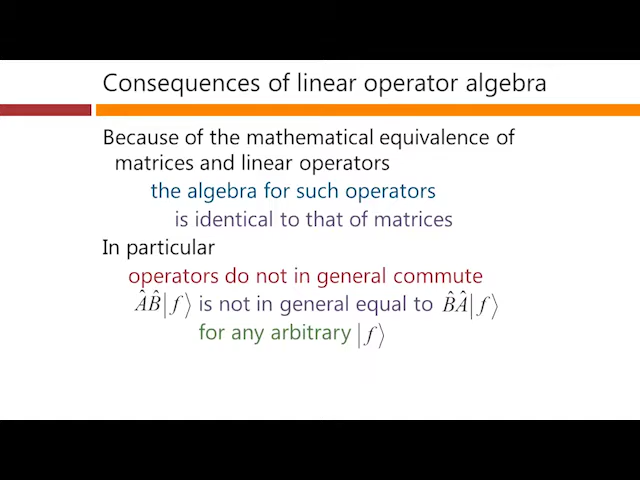 Consequences of linear operator algebra
Because of the mathematical equivalence of
matrices and linear operators
the algebra for such operators
is identical to that of matrices
In particular
operators do not in general commute
ÂB̂|f⟩ is not in general equal to B̂Â|f⟩
for any arbitrary |f⟩